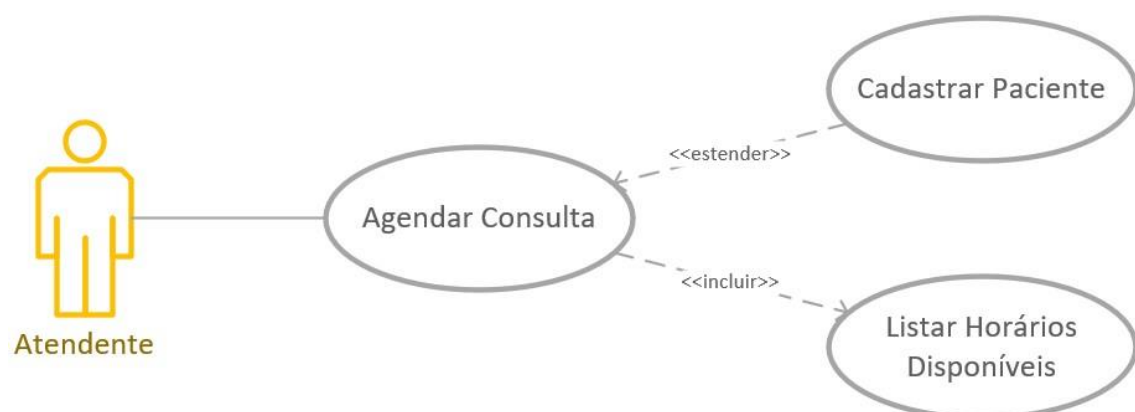 Cadastrar Paciente
<<estender>>
Agendar Consulta
<<incluir>>
Listar Horários
Disponíveis
Atendente